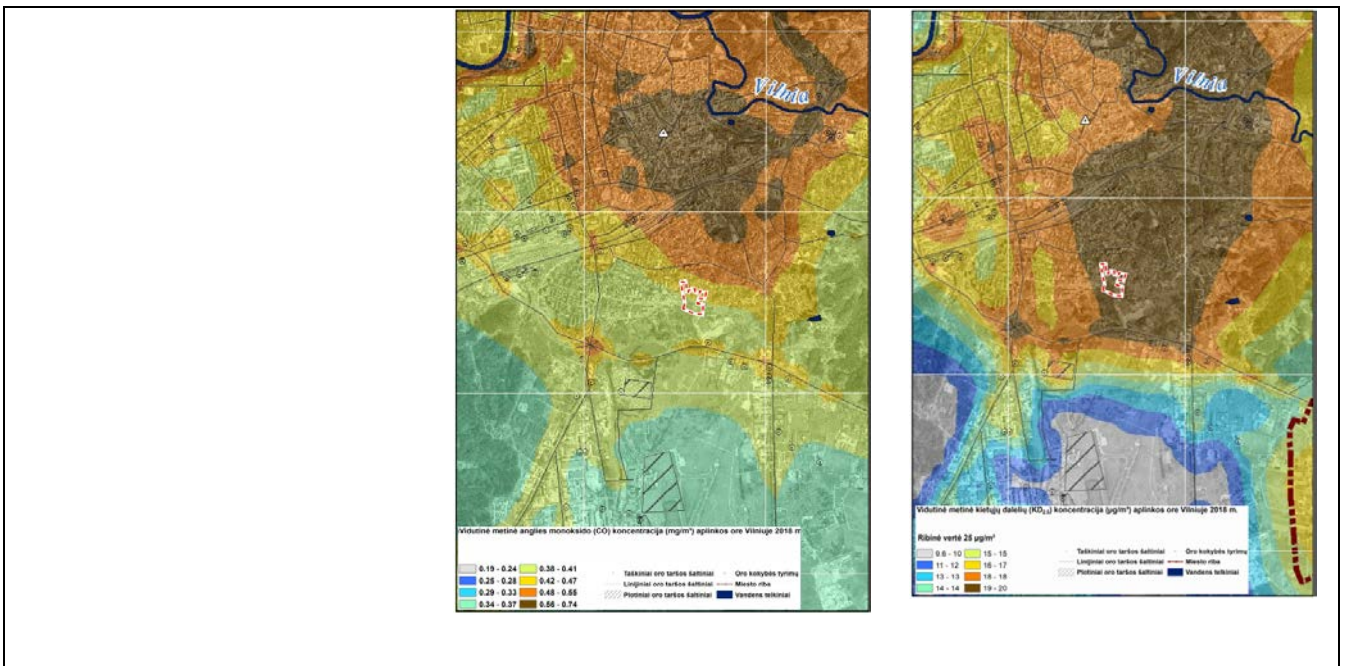 Vilnia
Vidutinė metinė anglies monoksido (CO) koncentracija (mg/m³) aplinkos ore Vilniuje 2018 m.
0.19 - 0.24
0.25 - 0.28
0.29 - 0.33
0.34 - 0.37
0.38 - 0.41
0.42 - 0.47
0.48 - 0.55
0.56 - 0.74
Taškiniai oro taršos šaltiniai
Linijiniai oro taršos šaltiniai
Plotiniai oro taršos šaltiniai
Oro kokybės tyrimų
Miesto riba
Vandens telkiniai
Vilnia
Vidutinė metinė kietųjų dalelių (KD2.5) koncentracija (µg/m³) aplinkos ore Vilniuje 2018 m.
Ribinė vertė 25 µg/m³
9.6 - 10
11 - 12
13 - 13
14 - 14
15 - 15
16 - 17
18 - 18
19 - 20
Taškiniai oro taršos šaltiniai
Linijiniai oro taršos šaltiniai
Plotiniai oro taršos šaltiniai
Oro kokybės tyrimų
Miesto riba
Vandens telkiniai